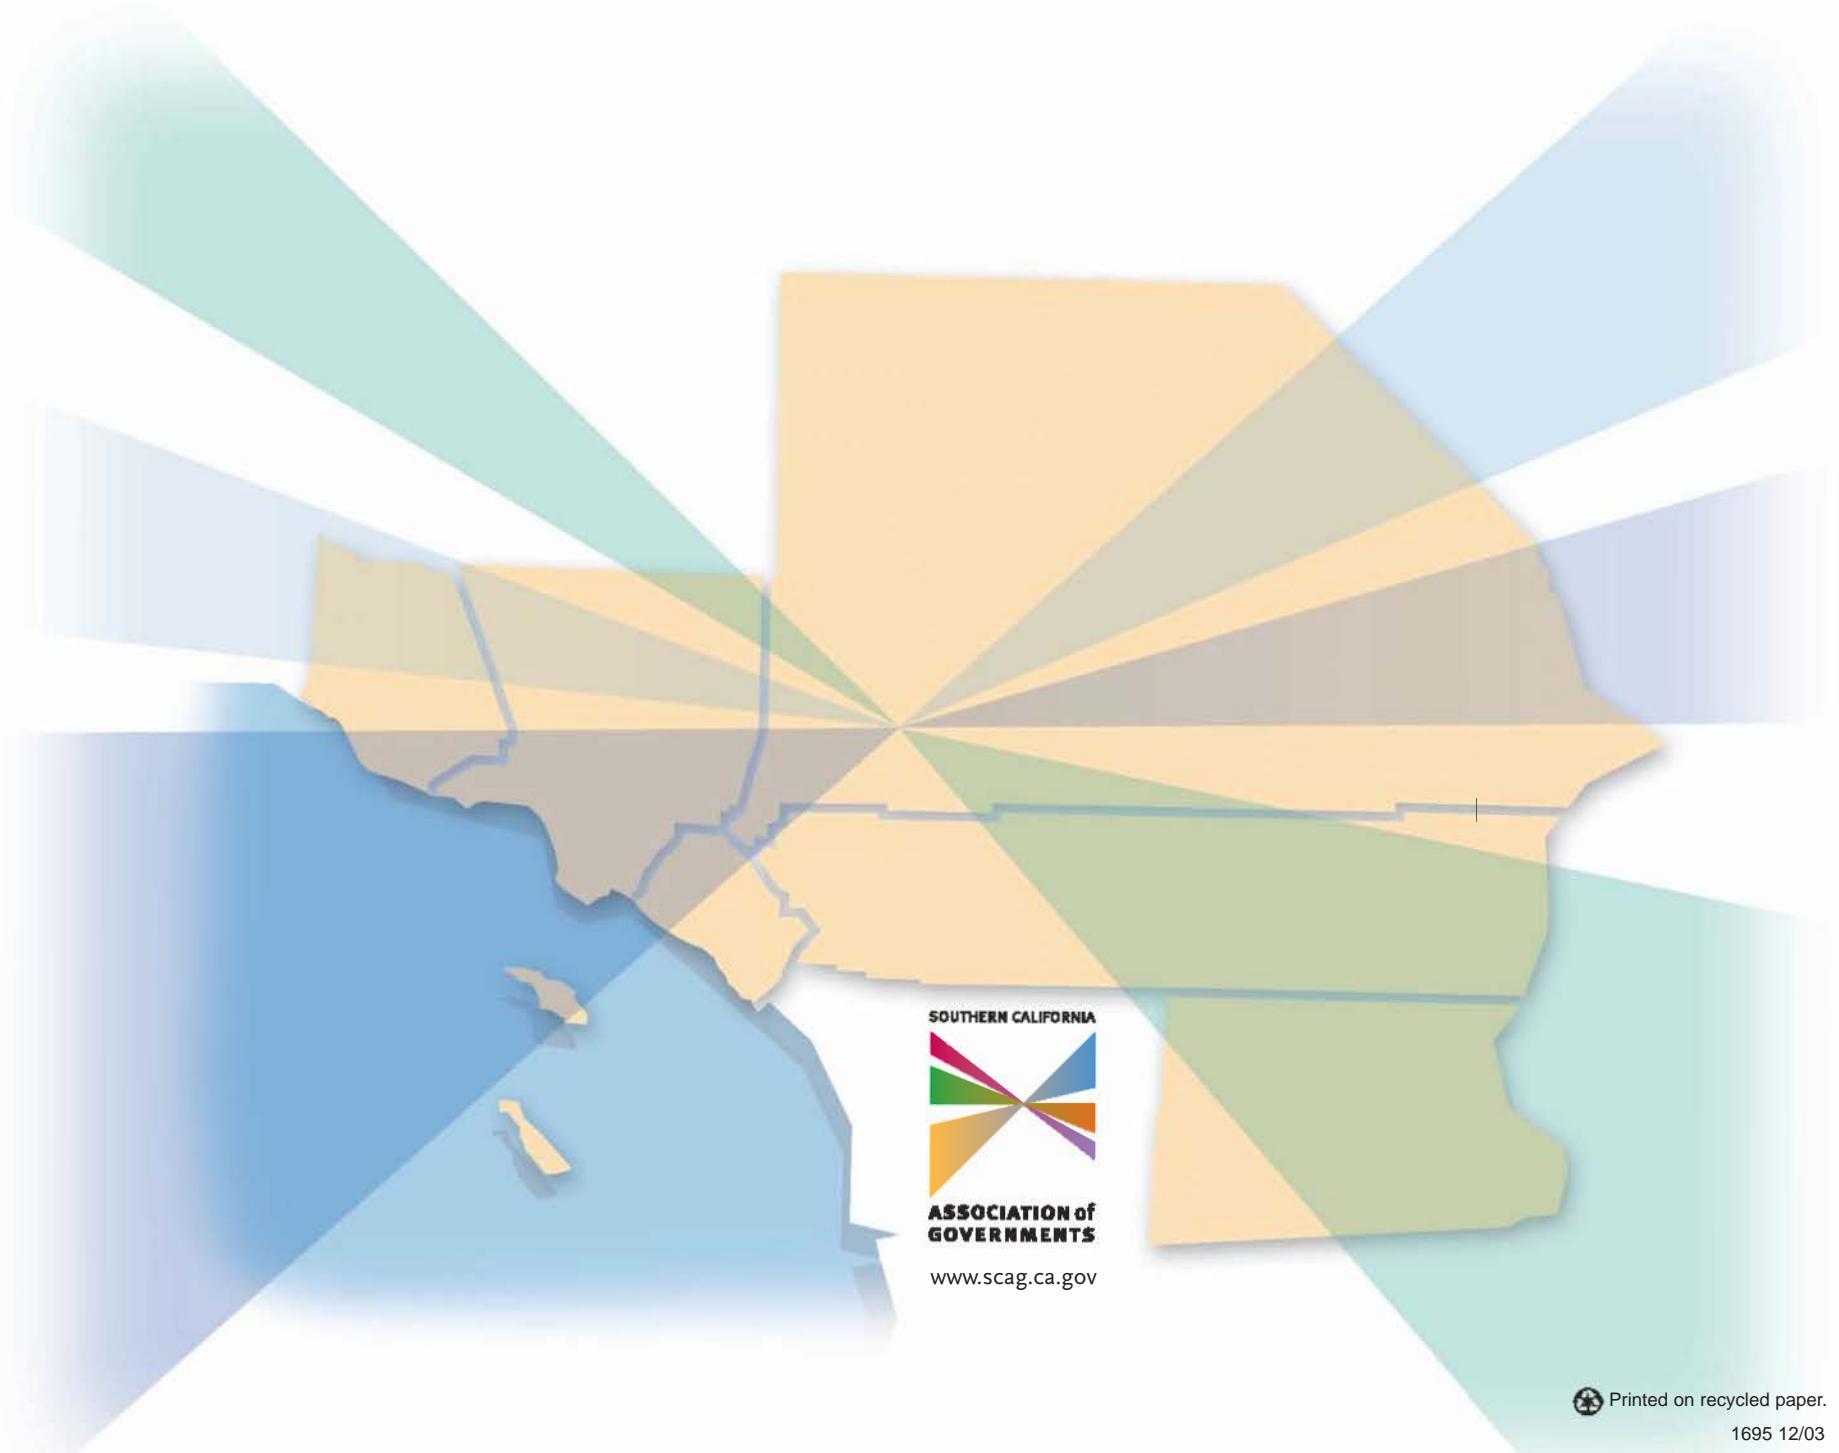 SOUTHERN CALIFORNIA
ASSOCIATION of
GOVERNMENTS
www.scag.ca.gov
Printed on recycled paper.
1695 12/03